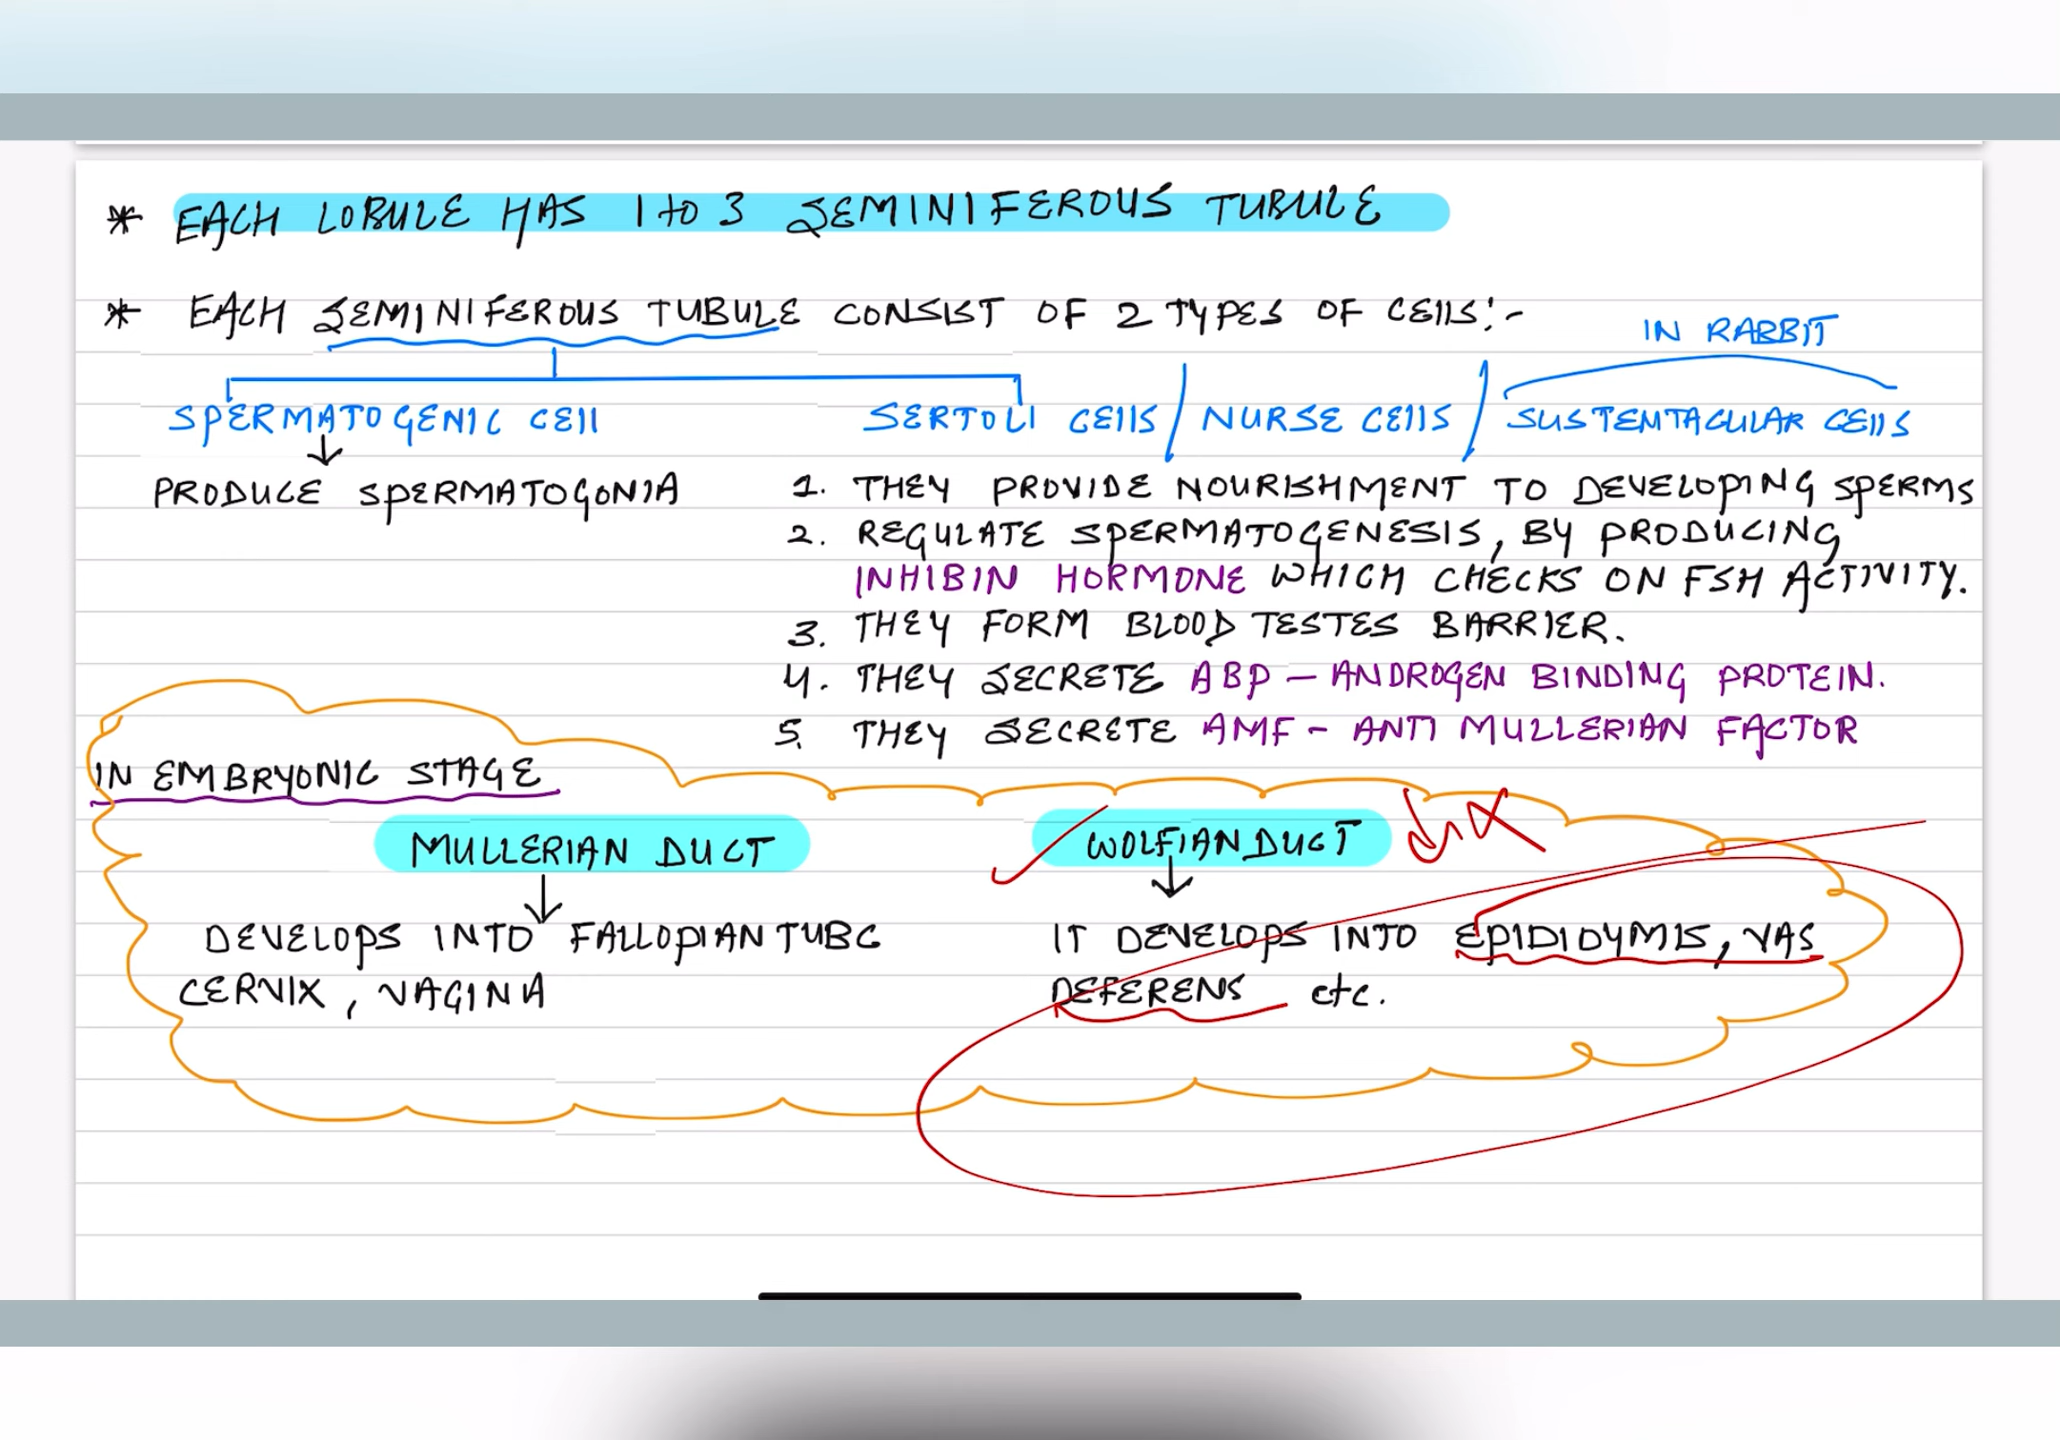 * EACH LOBULE HAS 1 to 3 SEMINIFEROUS TUBULE
* EACH SEMINIFEROUS TUBULE CONSIST OF 2 TYPES OF CELLS:-
IN RABBIT
SPERMATOGENIC CELL
SERTOLI CELLS / NURSE CELLS / SUSTEMTACULAR CELLS
PRODUCE SPERMATOGONIA
1. THEY PROVIDE NOURISHMENT TO DEVELOPING SPERMS
2. REGULATE SPERMATOGENESIS, BY PRODUCING
INHIBIN HORMONE WHICH CHECKS ON FSH ACTIVITY.
3. THEY FORM BLOOD TESTES BARRIER.
4. THEY SECRETE ABP – ANDROGEN BINDING PROTEIN.
5. THEY SECRETE AMF – ANTI MULLERIAN FACTOR
IN EMBRYONIC STAGE
MULLERIAN DUCT
DEVELOPS INTO FALLOPIAN TUBE
CERVIX, VAGINA
WOLFIAN DUCT
IT DEVELOPS INTO EPIDIDYMIS, VAS
DEFERENS etc.